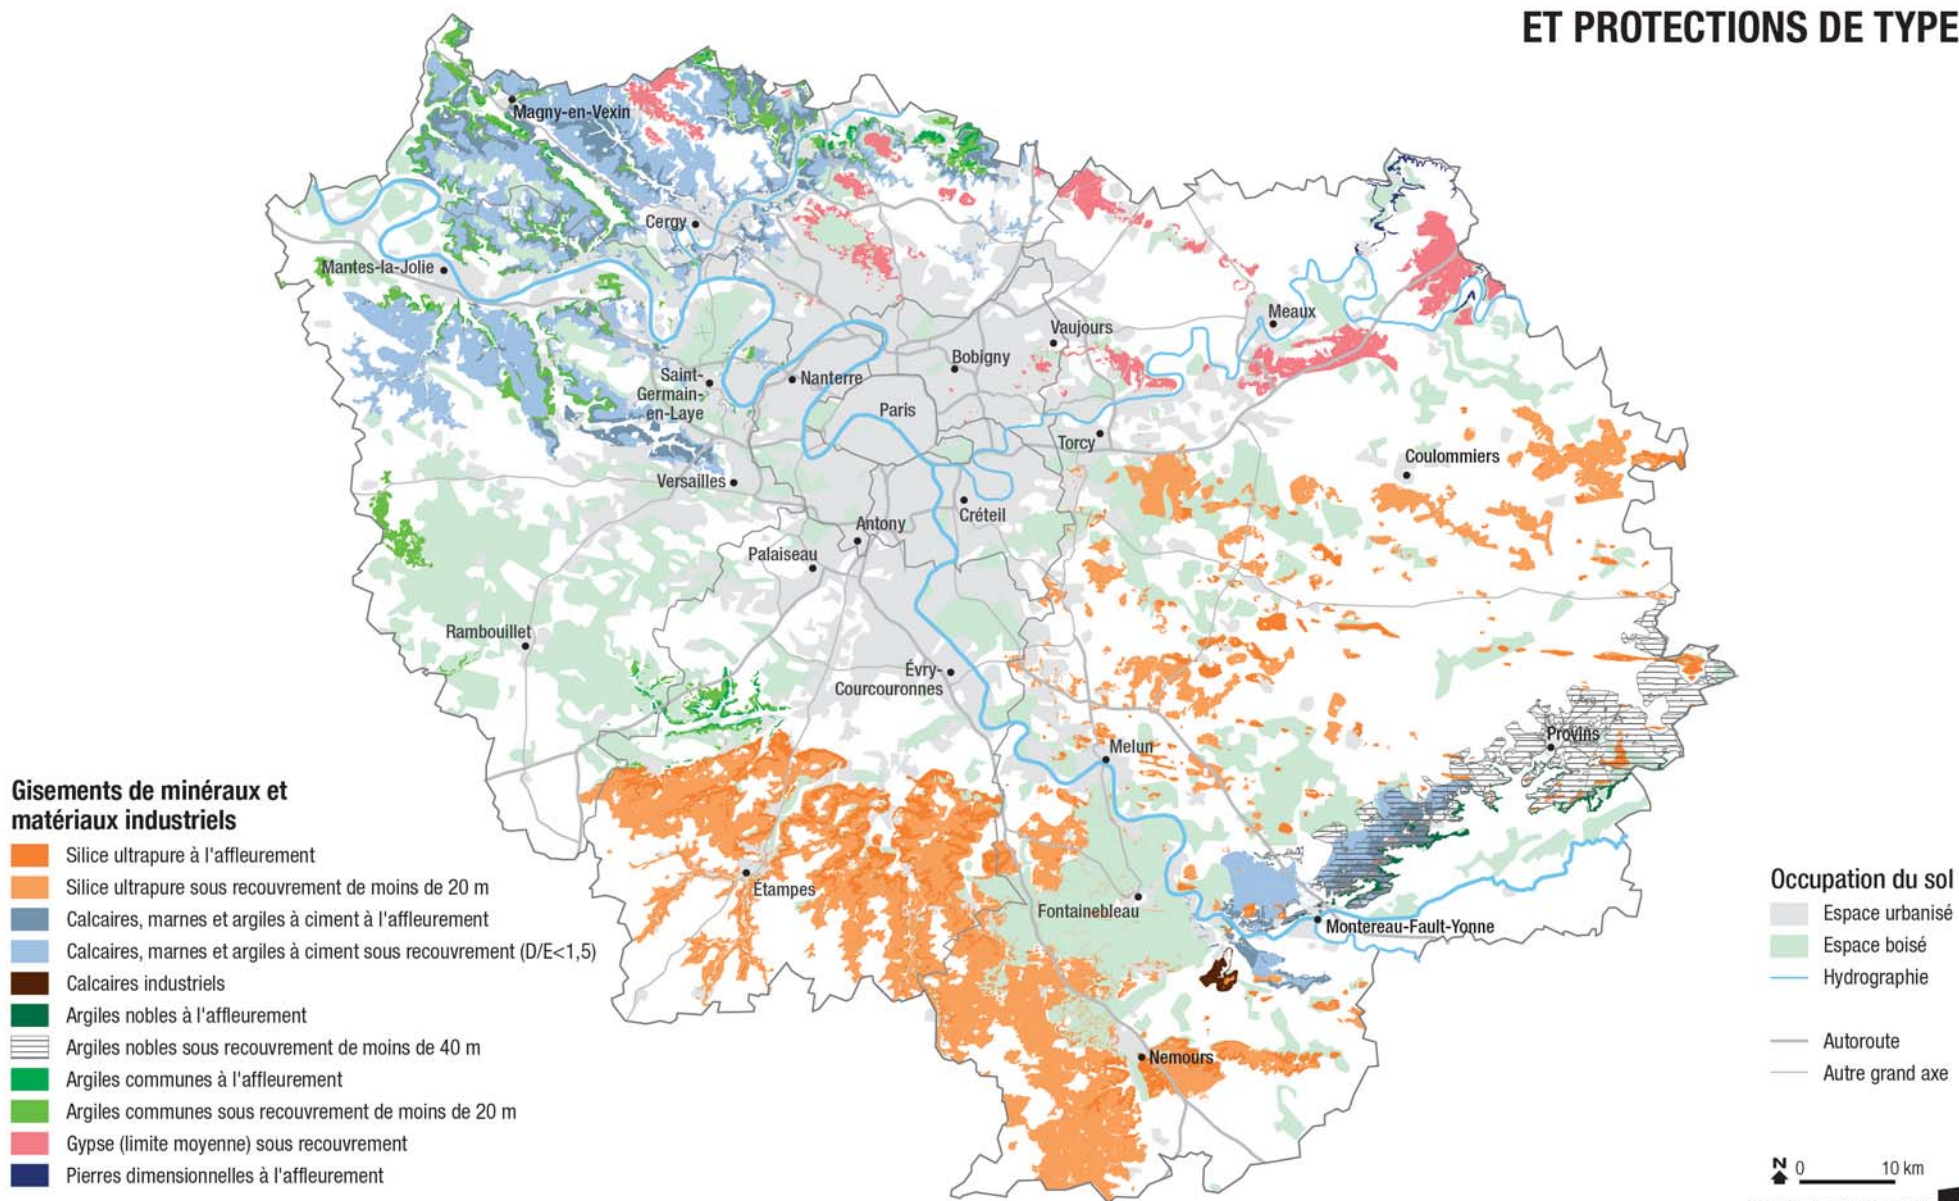 ET PROTECTIONS DE TYPE
Magny-en-Vexin
Cergy
Mantes-la-Jolie
Meaux
Vaujours
Bobigny
Saint-
Germain-
en-Laye
Nanterre
Paris
Torcy
Coulommiers
Versailles
Créteil
Antony
Palaiseau
Rambouillet
Évry-
Courcouronnes
Provins
Melun
Étampes
Fontainebleau
Montereau-Fault-Yonne
Nemours
Gisements de minéraux et
matériaux industriels
Silice ultrapure à l'affleurement
Silice ultrapure sous recouvrement de moins de 20 m
Calcaires, marnes et argiles à ciment à l'affleurement
Calcaires, marnes et argiles à ciment sous recouvrement (D/E<1,5)
Calcaires industriels
Argiles nobles à l'affleurement
Argiles nobles sous recouvrement de moins de 40 m
Argiles communes à l'affleurement
Argiles communes sous recouvrement de moins de 20 m
Gypse (limite moyenne) sous recouvrement
Pierres dimensionnelles à l'affleurement
Occupation du sol
Espace urbanisé
Espace boisé
Hydrographie
Autoroute
Autre grand axe
N 0 10 km